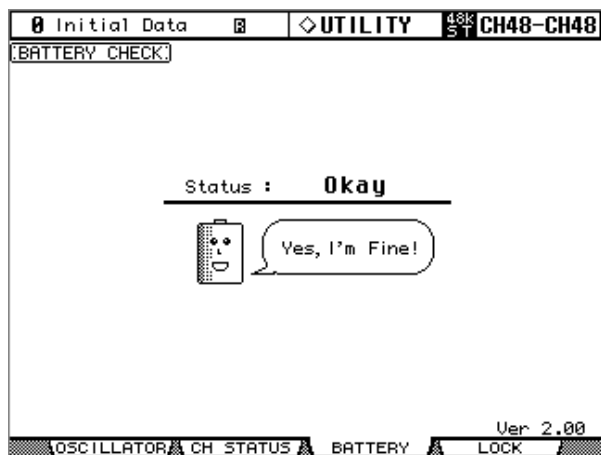 0 Initial Data R ◇UTILITY 48K ST CH48-CH48
BATTERY CHECK
Status : Okay
Yes, I'm Fine!
Ver 2.00
OSCILLATOR CH STATUS BATTERY LOCK